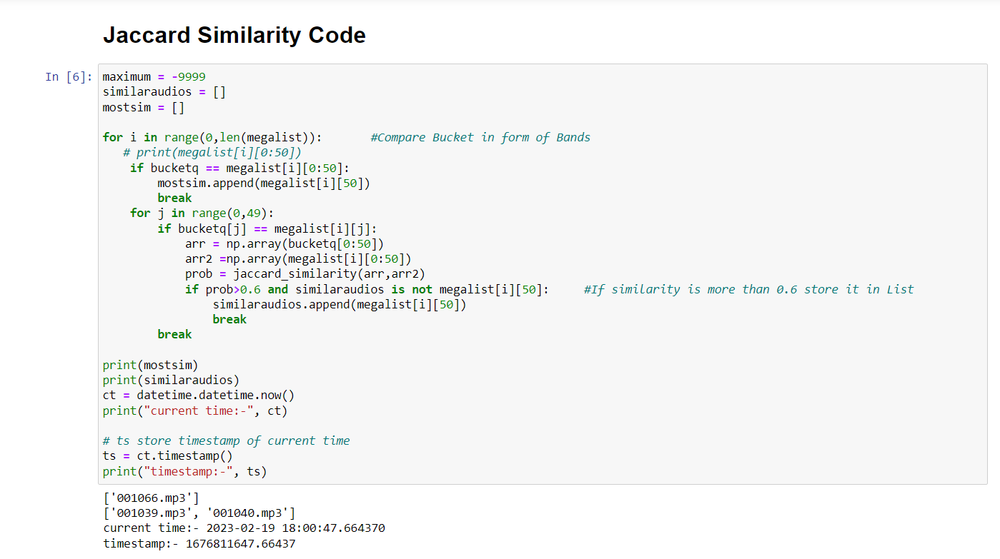 Jaccard Similarity Code
In [6]:
maximum = -9999
similaraudios = []
mostsim = []
for i in range(0,len(megalist)):       #Compare Bucket in form of Bands
   # print(megalist[i][0:50])
    if bucketq == megalist[i][0:50]:
        mostsim.append(megalist[i][50])
        break
    for j in range(0,49):
        if bucketq[j] == megalist[i][j]:
            arr = np.array(bucketq[0:50])
            arr2 =np.array(megalist[i][0:50])
            prob = jaccard_similarity(arr,arr2)
            if prob>0.6 and similaraudios is not megalist[i][50]:     #If similarity is more than 0.6 store it in List
                similaraudios.append(megalist[i][50])
                break
        break
print(mostsim)
print(similaraudios)
ct = datetime.datetime.now()
print("current time:-", ct)
# ts store timestamp of current time
ts = ct.timestamp()
print("timestamp:-", ts)
['001066.mp3']
['001039.mp3', '001040.mp3']
current time:- 2023-02-19 18:00:47.664370
timestamp:- 1676811647.66437